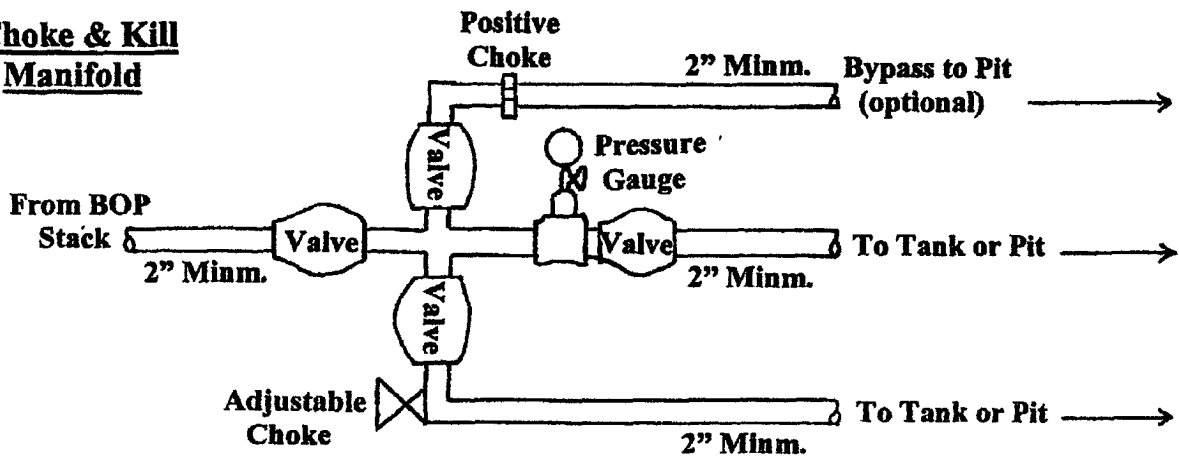 hoke & Kill
Manifold
Positive
Choke
2” Minm.
Bypass to Pit
(optional)
Valve
Pressure
Gauge
From BOP
Stack
Valve
Valve
To Tank or Pit
2” Minm.
2” Minm.
Valve
Adjustable
Choke
To Tank or Pit
2” Minm.